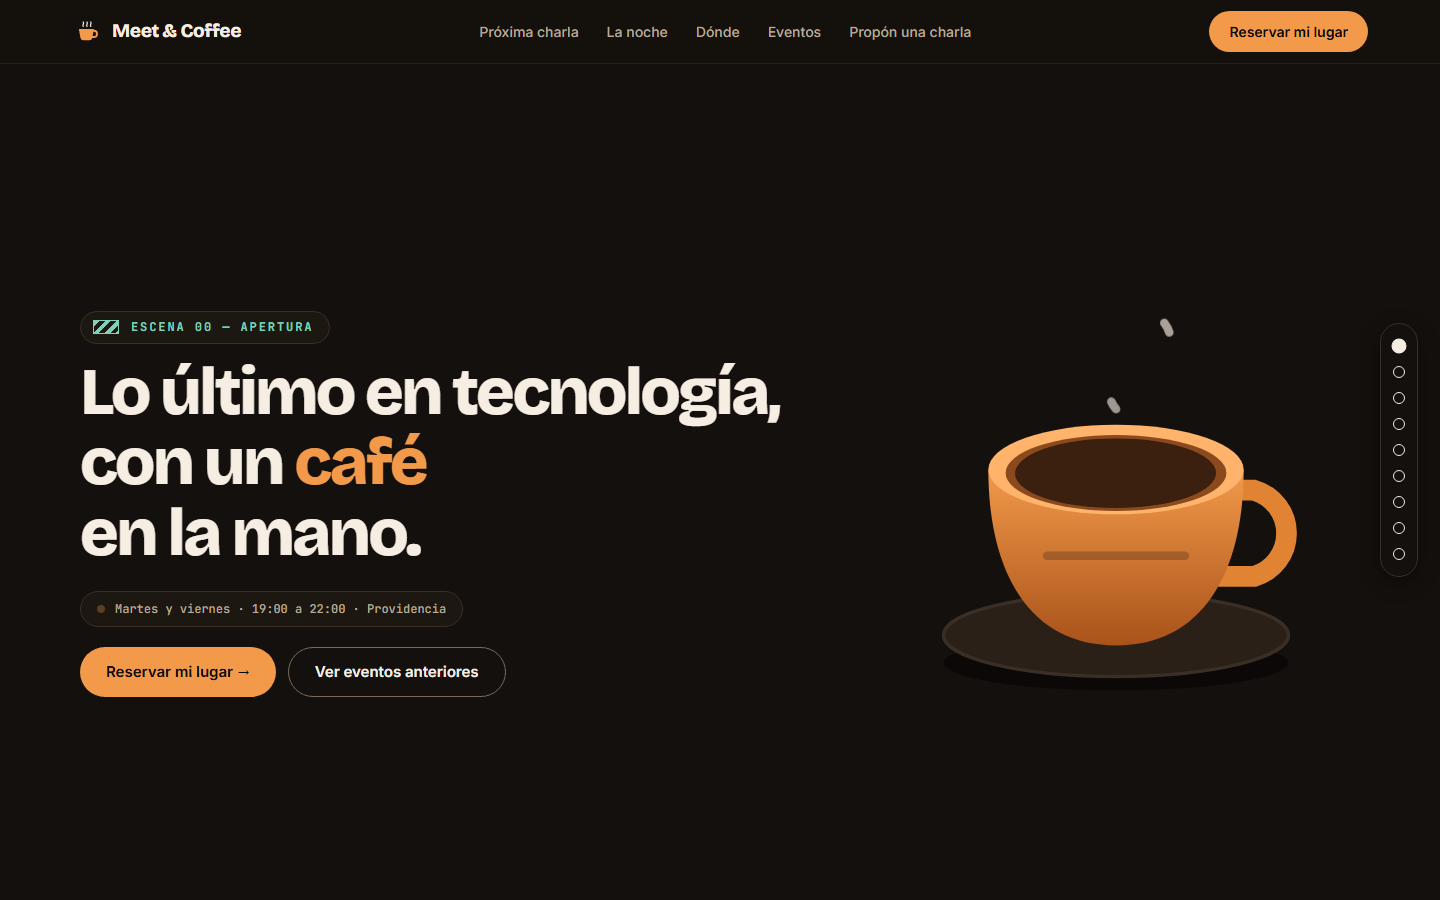 Meet & Coffee
Próxima charla
La noche
Dónde
Eventos
Propón una charla
Reservar mi lugar
ESCENA 00 — APERTURA
Lo último en tecnología,
con un café
en la mano.
Martes y viernes · 19:00 a 22:00 · Providencia
Reservar mi lugar →
Ver eventos anteriores